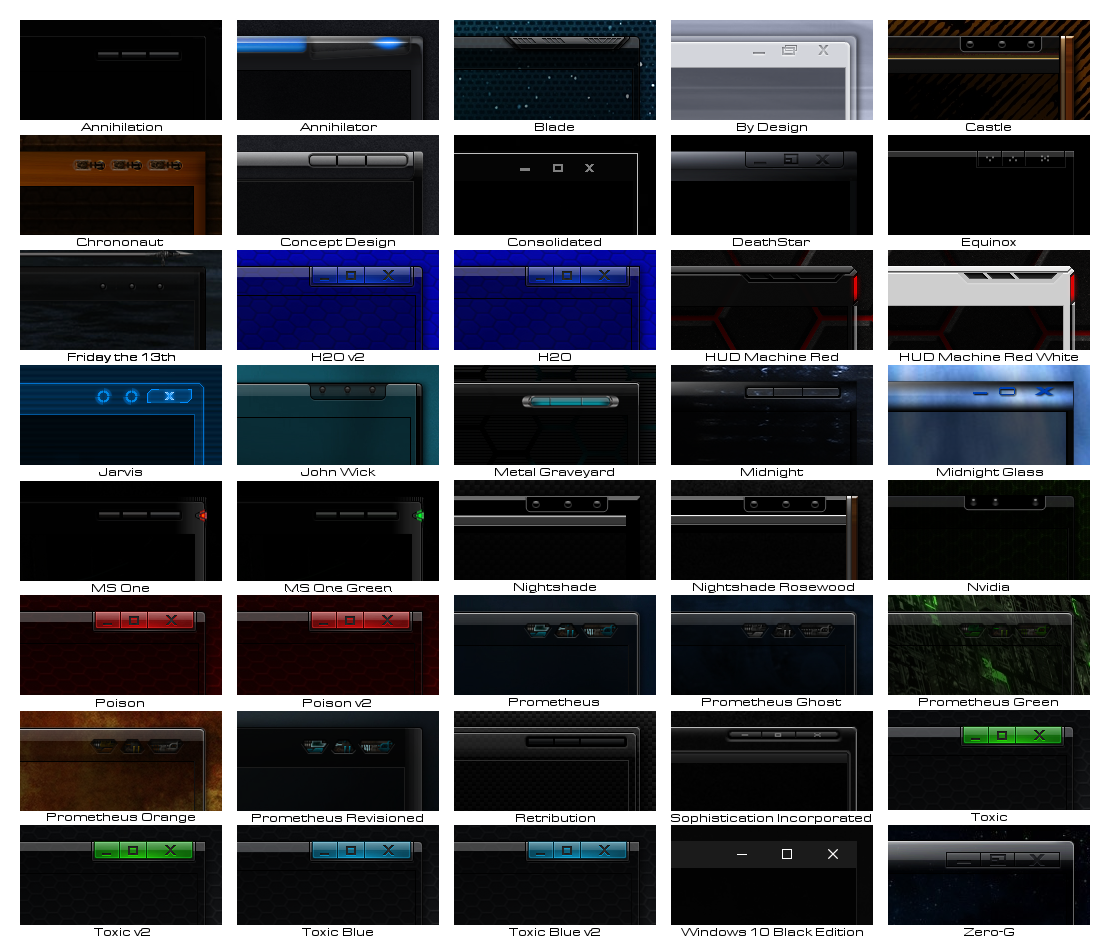 Annihilation
Annihilator
Blade
By Design
Castle
Chrononaut
Concept Design
Consolidated
DeathStar
Equinox
Friday the 13th
H2O v2
H2O
HUD Machine Red
HUD Machine Red White
Jarvis
John Wick
Metal Graveyard
Midnight
Midnight Glass
MS One
MS One Green
Nightshade
Nightshade Rosewood
Nvidia
Poison
Poison v2
Prometheus
Prometheus Ghost
Prometheus Green
Prometheus Orange
Prometheus Revisioned
Retribution
Sophistication Incorporated
Toxic
Toxic v2
Toxic Blue
Toxic Blue v2
Windows 10 Black Edition
Zero-G